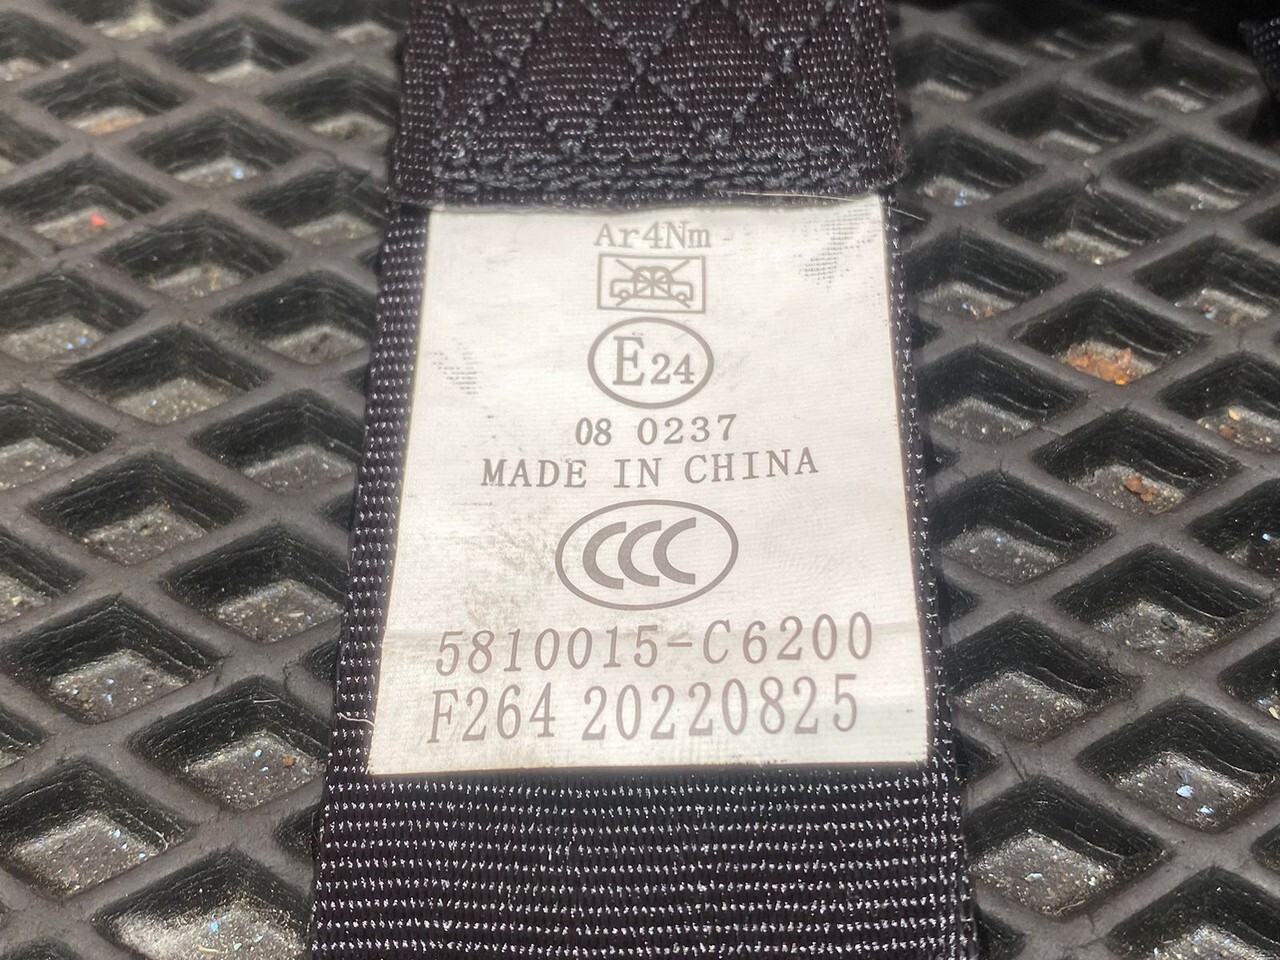 Ar4Nm
E24
08 0237
MADE IN CHINA
CCC
5810015-C6200
F264 20220825